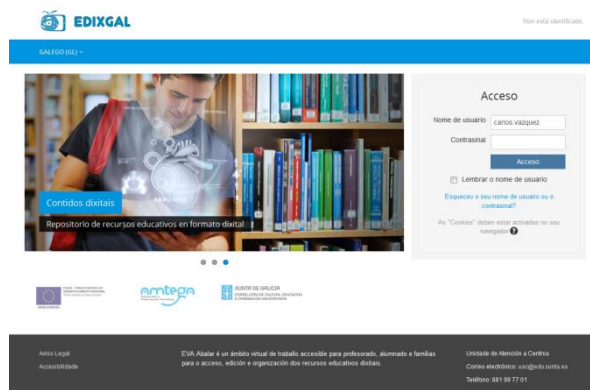 EDIXGAL
Non está identificado.
GALEGO (GL)
Acceso
Nome de usuario
carlos vazquez
Contrasinal
Acceso
Lembrar o nome de usuario
Esqueceu o seu nome de usuario ou o
contrasinal?
As "Cookies" deben estar activadas no seu
navegador
Contidos dixitais
Repositorio de recursos educativos en formato dixital
amtega
XUNTA DE GALICIA
Aviso Legal
Accesibilidade
EVA Abalar é un ámbito virtual de traballo accesible para profesorado, alumnado e familias
para o acceso, edición e organización dos recursos educativos dixitais.
Unidade de Atención a Centros
Correo electrónico: uac@edu.xunta.es
Teléfono: 881 99 77 01